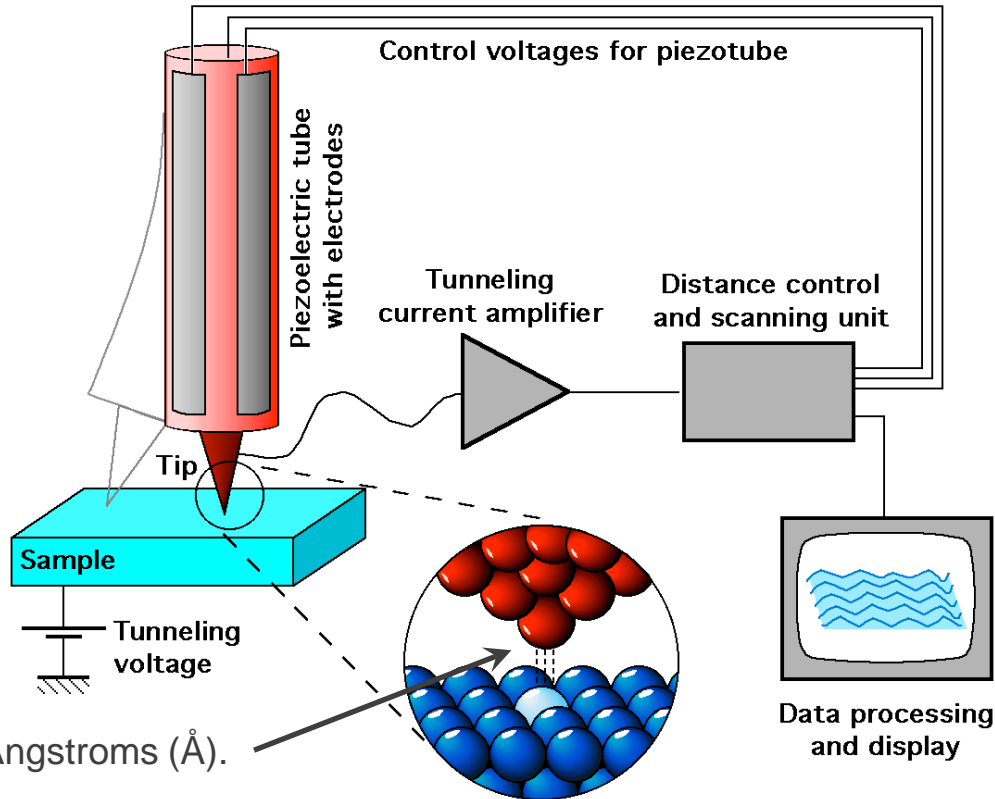 Control voltages for piezotube
Piezoelectric tube
with electrodes
Tunneling
current amplifier
Distance control
and scanning unit
Tip
Sample
Tunneling
voltage
Angstroms (Å).
Data processing
and display